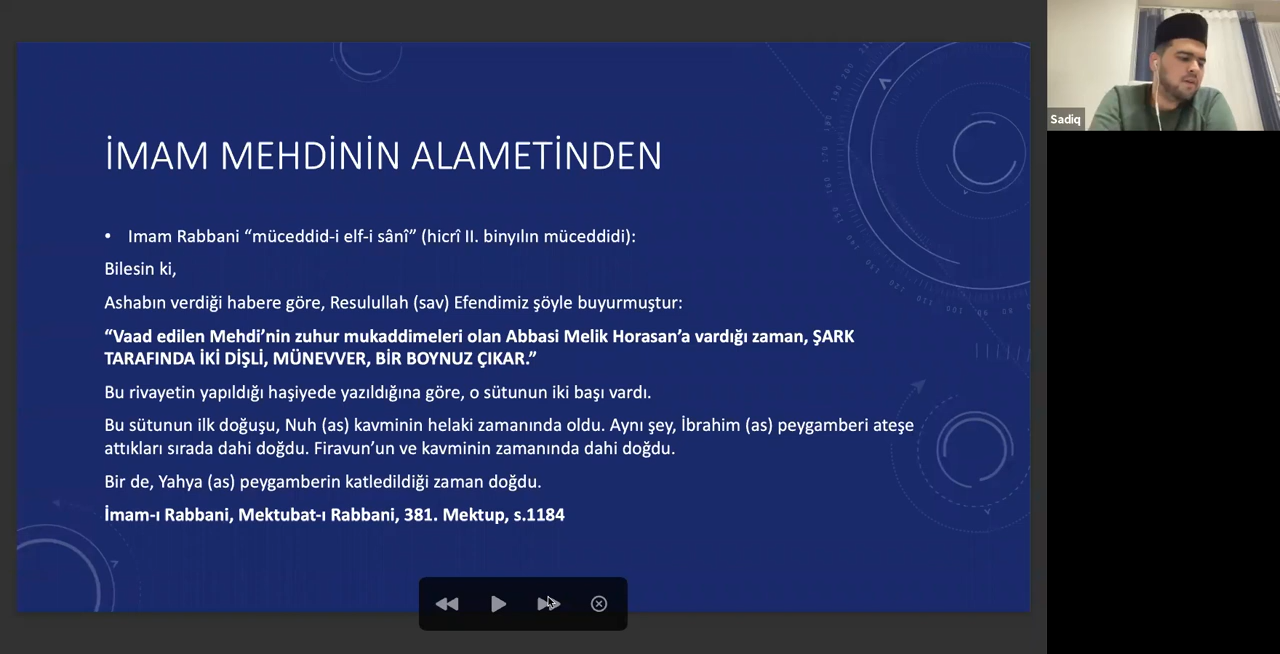 İMAM MEHDİNİN ALAMETİNDEN
• Imam Rabbani “müceddid-i elf-i sânî” (hicrî II. binyılın müceddidi):
Bilesin ki,
Ashabın verdiği habere göre, Resulullah (sav) Efendimiz şöyle buyurmuştur:
“Vaad edilen Mehdi’nin zuhur mukaddimeleri olan Abbasi Melik Horasan’a vardığı zaman, ŞARK
TARAFINDA İKİ DİŞLİ, MÜNEVVER, BİR BOYNUZ ÇIKAR.”
Bu rivayetin yapıldığı haşiyede yazıldığına göre, o sütunun iki başı vardı.
Bu sütunun ilk doğuşu, Nuh (as) kavminin helaki zamanında oldu. Aynı şey, İbrahim (as) peygamberi ateşe
attıkları sırada dahi doğdu. Firavun’un ve kavminin zamanında dahi doğdu.
Bir de, Yahya (as) peygamberin katledildiği zaman doğdu.
İmam-ı Rabbani, Mektubat-ı Rabbani, 381. Mektup, s.1184
Sadiq